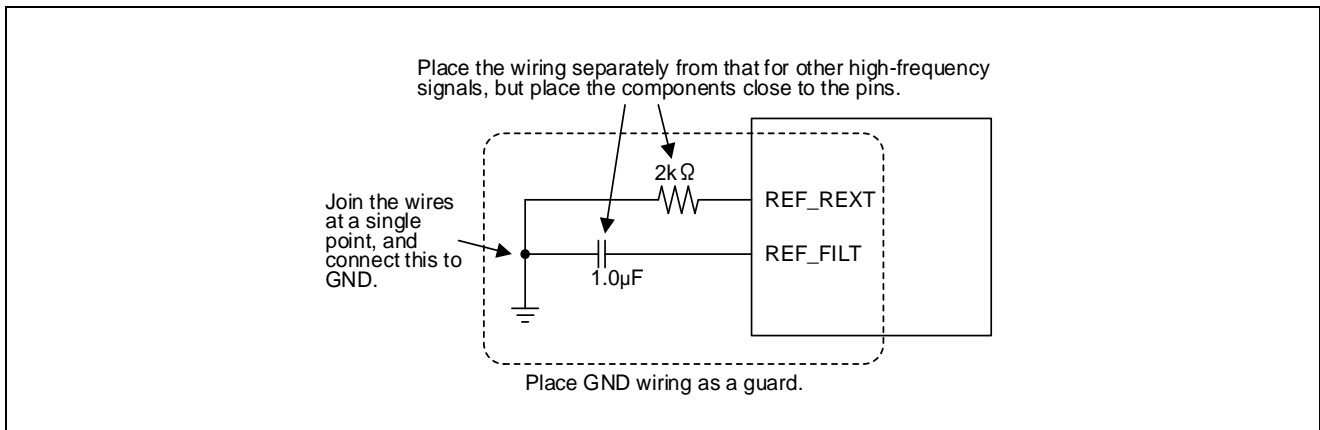 Place the wiring separately from that for other high-frequency
signals, but place the components close to the pins.
2kΩ
REF_REXT
Join the wires
at a single
point, and
connect this to
GND.
REF_FILT
1.0µF
Place GND wiring as a guard.